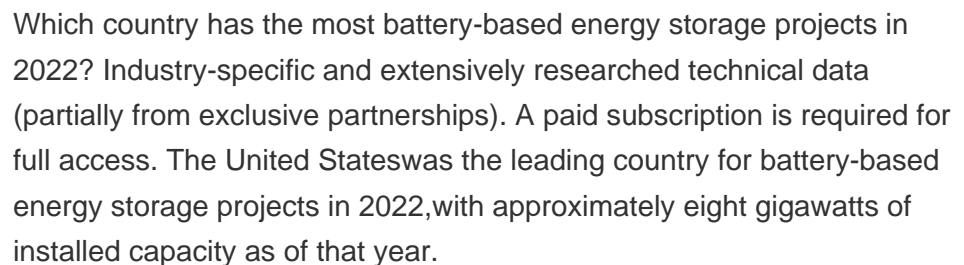 Which country has the most battery-based energy storage projects in
2022? Industry-specific and extensively researched technical data
(partially from exclusive partnerships). A paid subscription is required for
full access. The United Stateswas the leading country for battery-based
energy storage projects in 2022,with approximately eight gigawatts of
installed capacity as of that year.